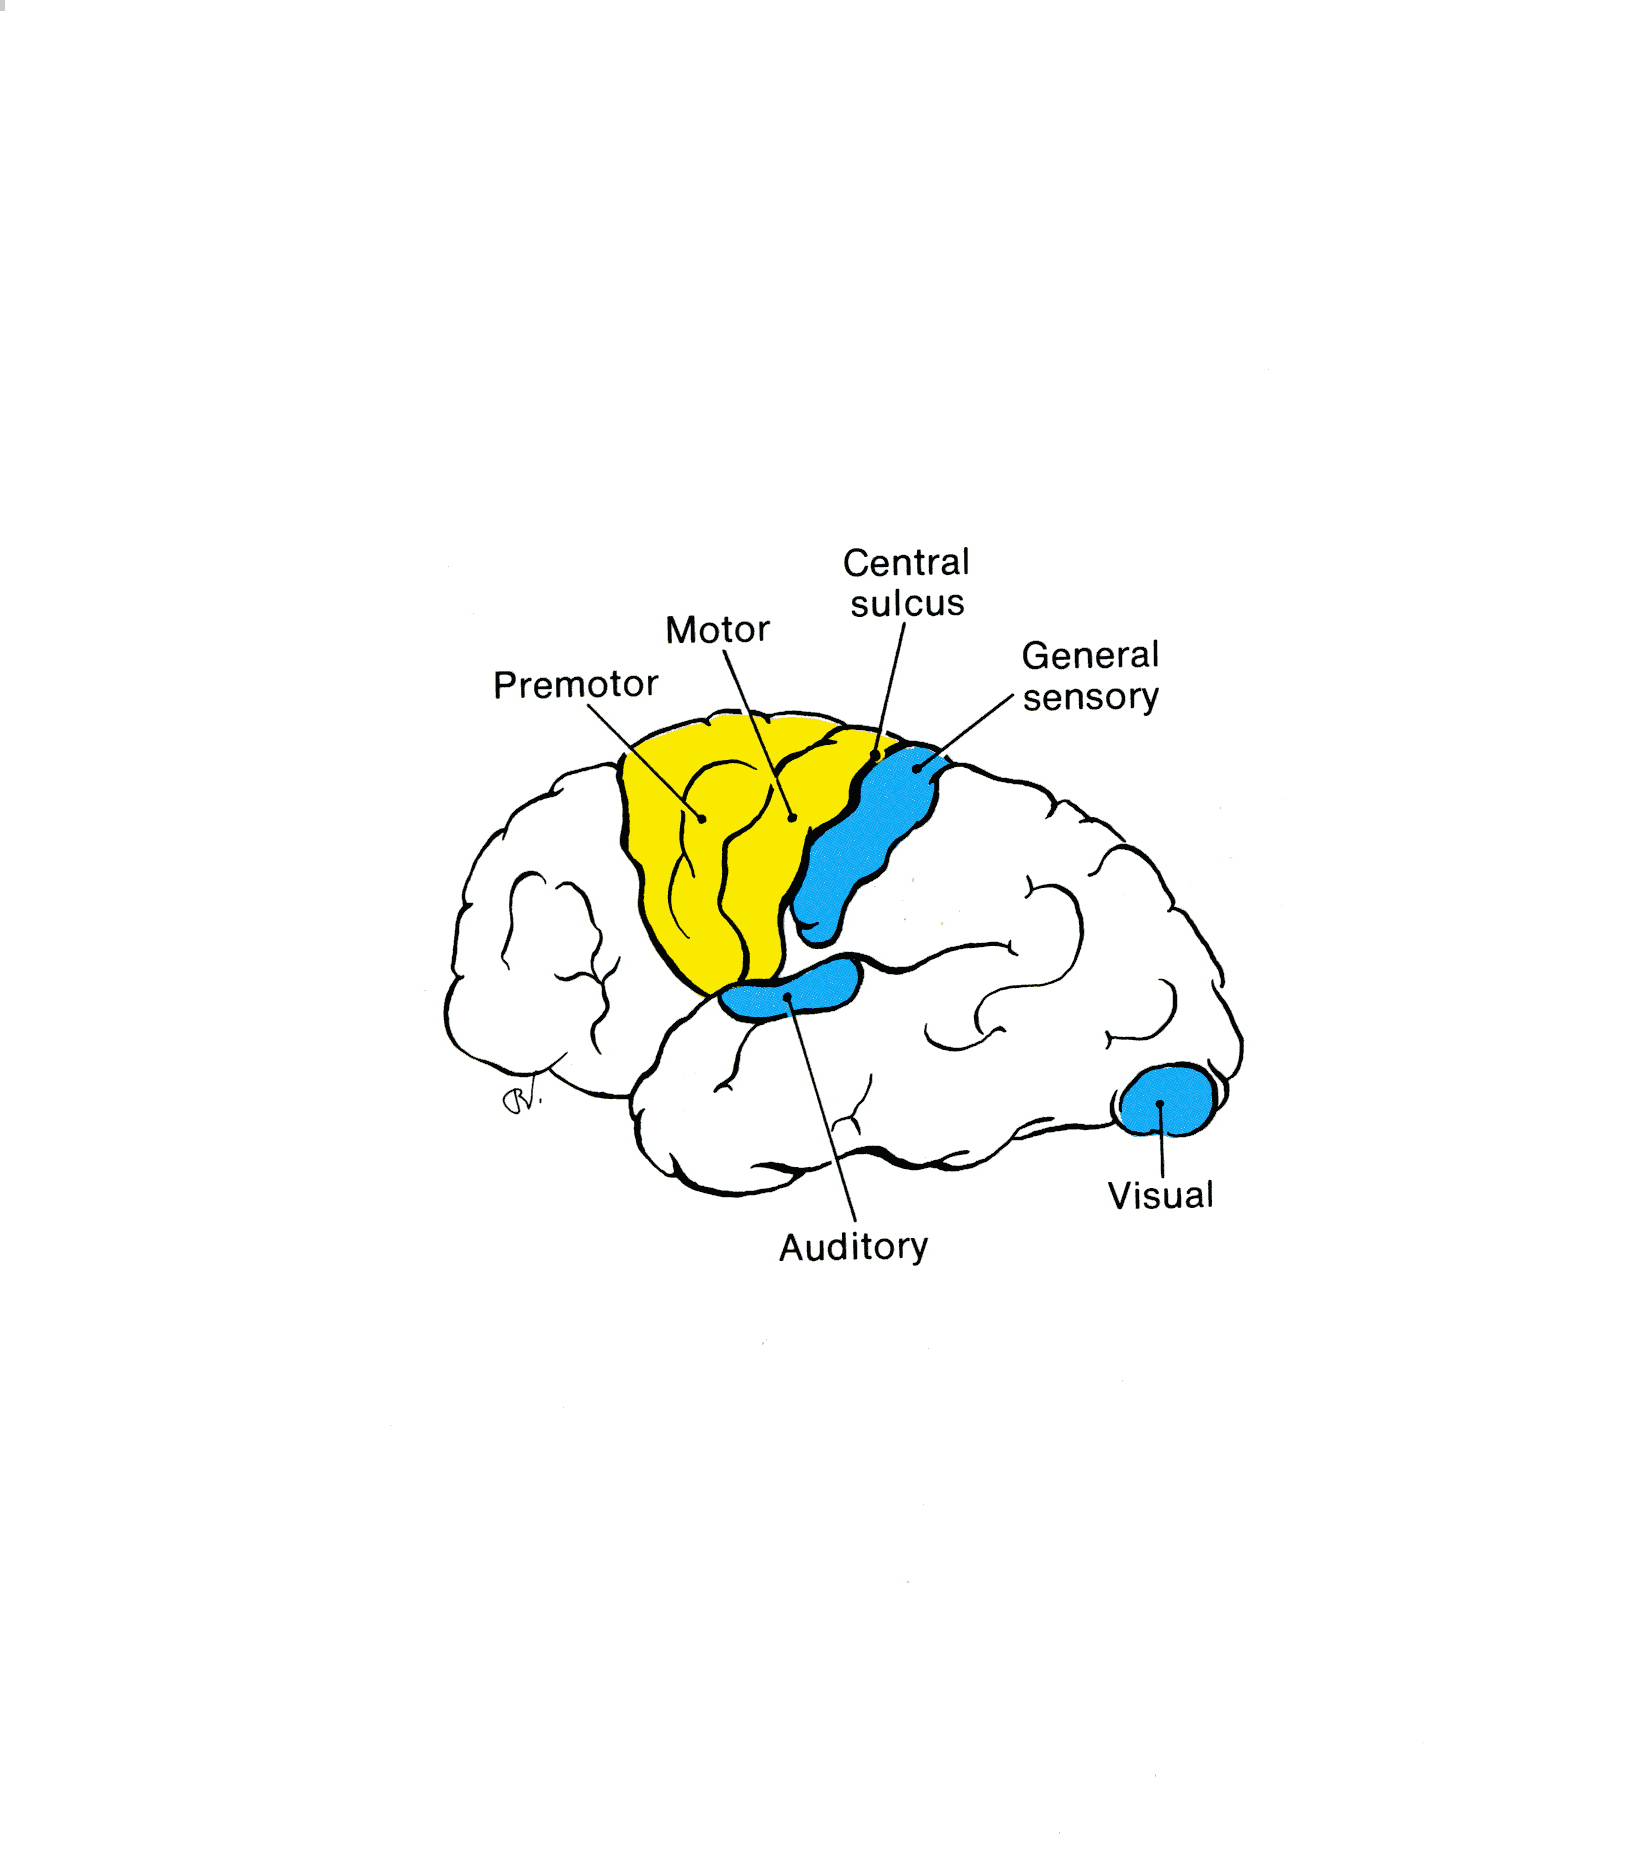 Central
sulcus
Motor
General
sensory
Premotor
Visual
Auditory